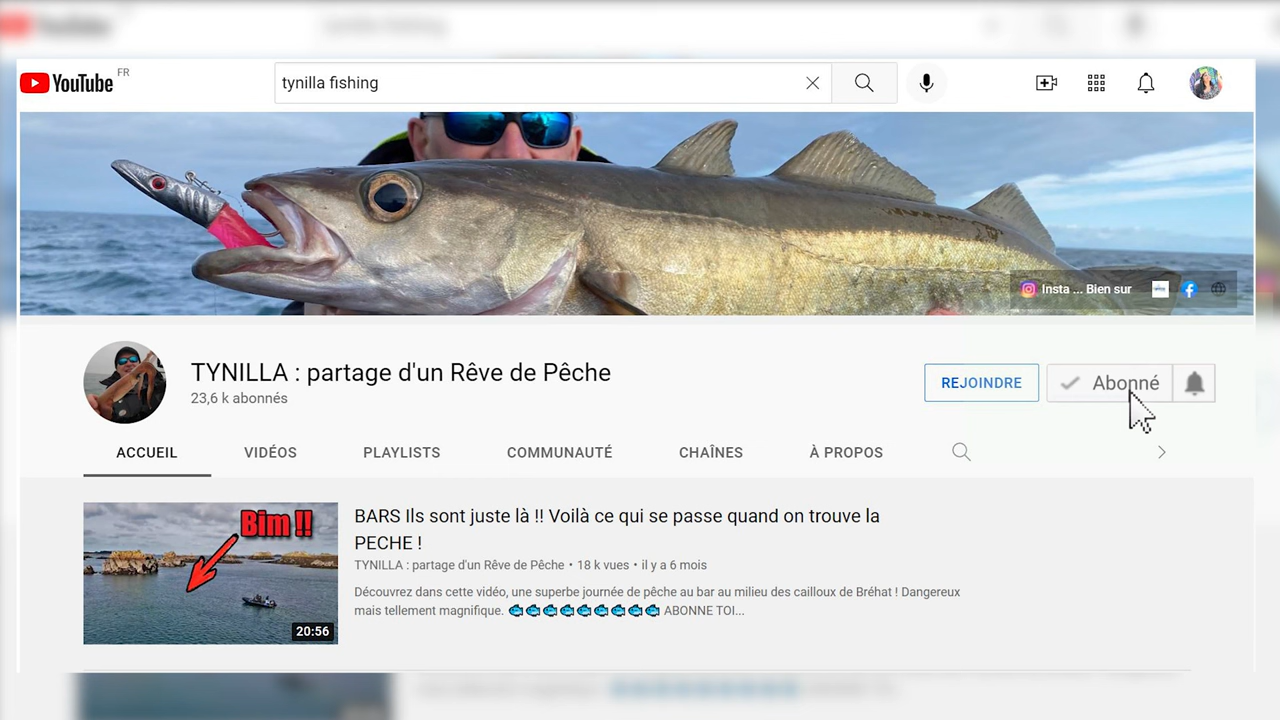 YouTube FR
tynilla fishing
Insta ... Bien sur
TYNILLA : partage d'un Rêve de Pêche
23,6 k abonnés
REJOINDRE
Abonné
ACCUEIL VIDÉOS PLAYLISTS COMMUNAUTÉ CHAÎNES À PROPOS
Bim !!
20:56
BARS Ils sont juste là !! Voilà ce qui se passe quand on trouve la
PECHE !
TYNILLA : partage d'un Rêve de Pêche • 18 k vues • il y a 6 mois
Découvrez dans cette vidéo, une superbe journée de pêche au bar au milieu des cailloux de Bréhat ! Dangereux
mais tellement magnifique. 🐟🐟🐟🐟🐟🐟🐟🐟🐟 ABONNE TOI...